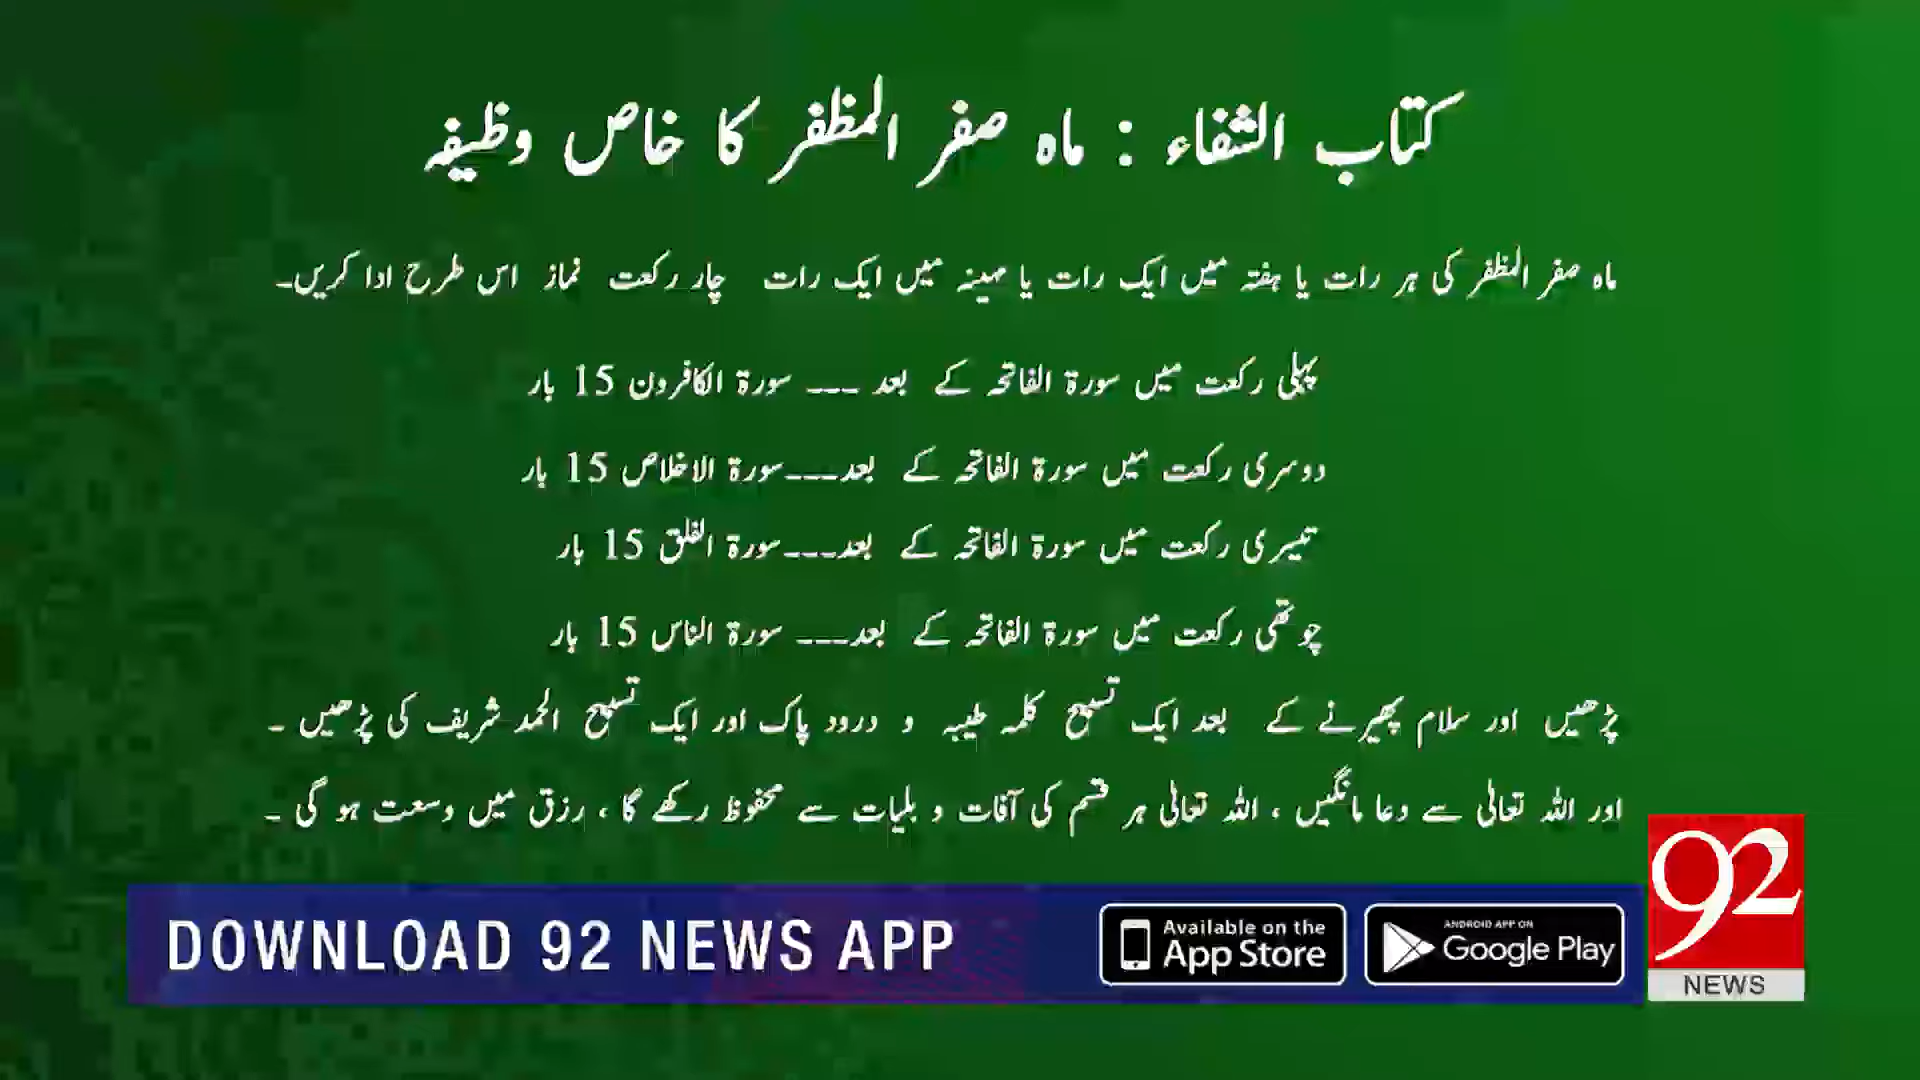 کتاب الشفاء : ماہ صفر المظفر کا خاص وظیفہ
ماہ صفر المظفر کی ہر رات یا ہفتہ میں ایک رات یا مہینہ میں ایک رات چار رکعت نماز اس طرح ادا کریں۔
پہلی رکعت میں سورۃ الفاتحہ کے بعد ۔۔۔ سورۃ الکافرون 15 بار
دوسری رکعت میں سورۃ الفاتحہ کے بعد۔۔۔سورۃ الاخلاص 15 بار
تیسری رکعت میں سورۃ الفاتحہ کے بعد۔۔۔سورۃ الفلق 15 بار
چوتھی رکعت میں سورۃ الفاتحہ کے بعد۔۔۔ سورۃ الناس 15 بار
پڑھیں اور سلام پھیرنے کے بعد ایک تسبیح کلمہ طیبہ و درود پاک اور ایک تسبیح الحمد شریف کی پڑھیں ۔
اور اللہ تعالیٰ سے دعا مانگیں ، اللہ تعالیٰ ہر قسم کی آفات و بلیات سے محفوظ رکھے گا ، رزق میں وسعت ہو گی ۔
DOWNLOAD 92 NEWS APP
Available on the
App Store
ANDROID APP ON
Google Play
92
NEWS